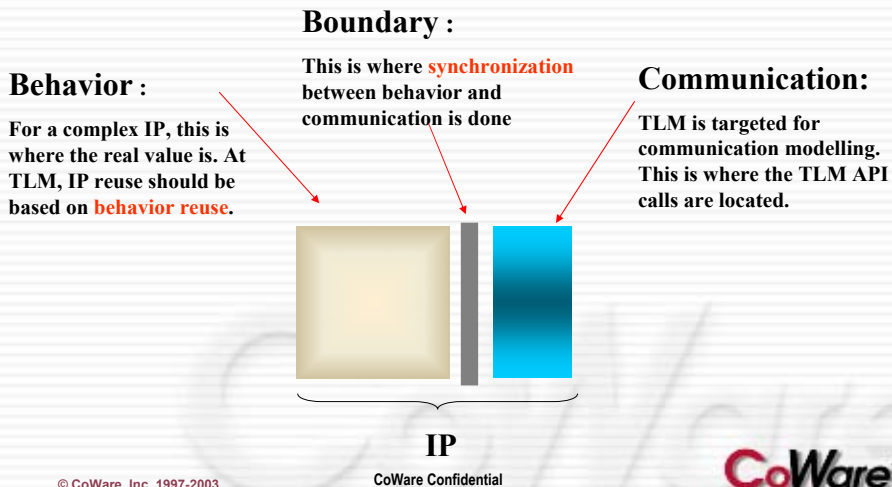 Boundary :
This is where synchronization
between behavior and
communication is done
Behavior :
For a complex IP, this is
where the real value is. At
TLM, IP reuse should be
based on behavior reuse.
Communication:
TLM is targeted for
communication modelling.
This is where the TLM API
calls are located.
IP
© CoWare, Inc. 1997-2003
CoWare Confidential
CoWare
CoWare